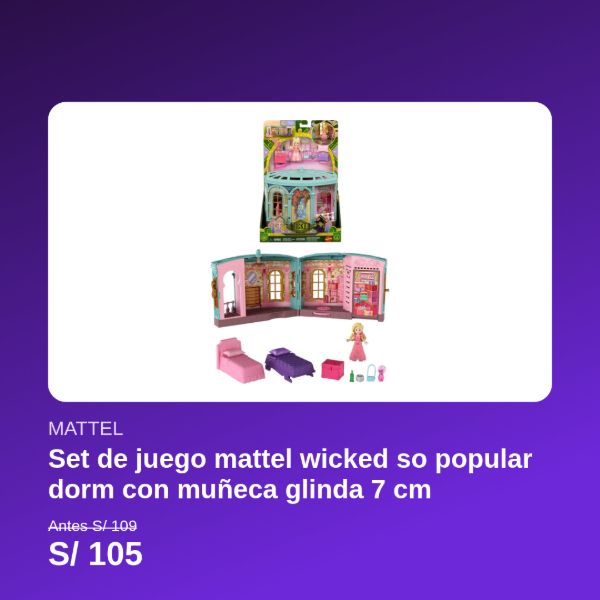 MATTEL
Set de juego mattel wicked so popular
dorm con muñeca glinda 7 cm
Antes S/ 109
S/ 105